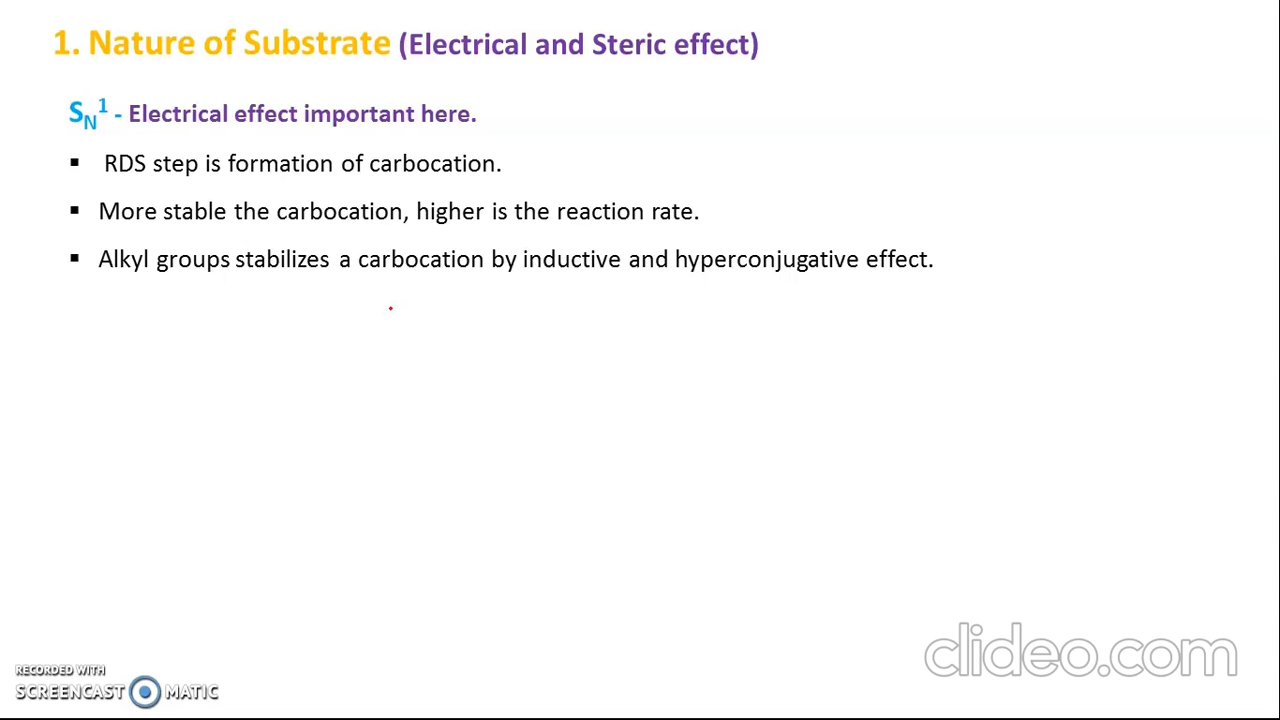 1. Nature of Substrate (Electrical and Steric effect)
SN1 - Electrical effect important here.
▪ RDS step is formation of carbocation.
▪ More stable the carbocation, higher is the reaction rate.
▪ Alkyl groups stabilizes a carbocation by inductive and hyperconjugative effect.
clideo.com
RECORDED WITH
SCREENCAST MATIC